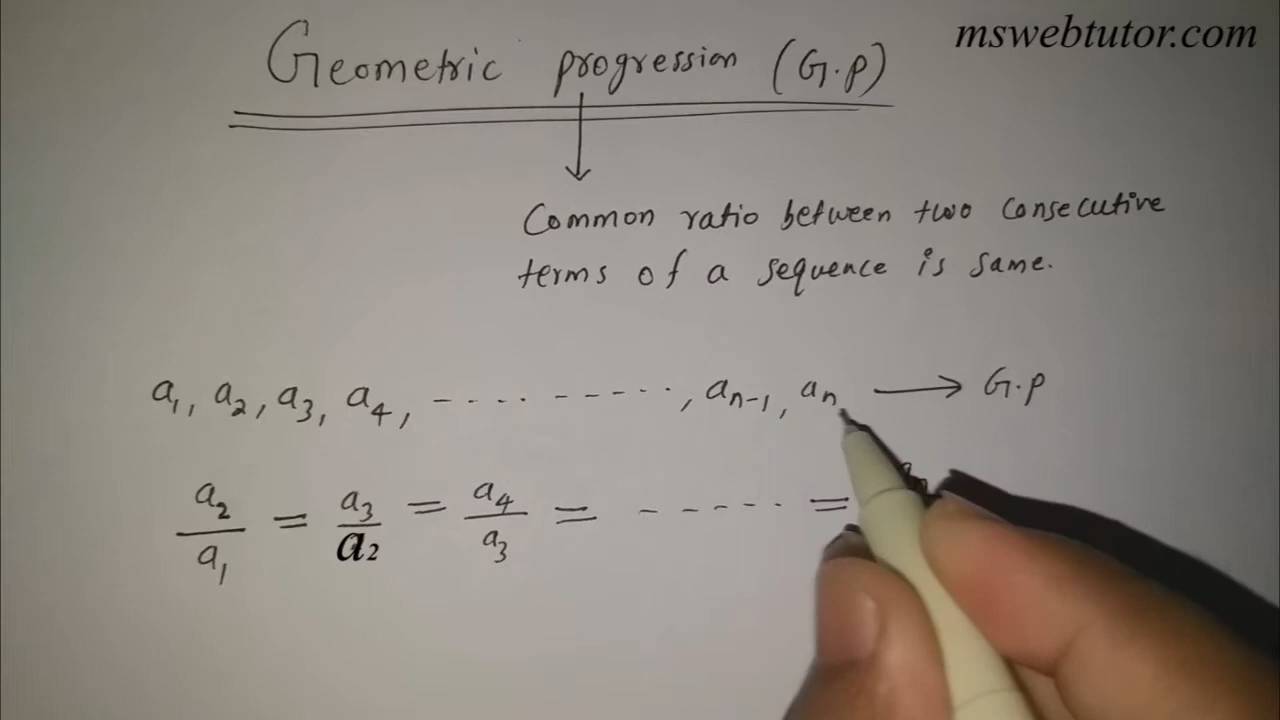 mswebtutor.com
Geometric progression (G.P)
Common ratio between two consecutive
terms of a sequence is same.
a₁, a₂, a₃, a₄, - - - · · - - - - - · · , aₙ₋₁, aₙ → G.P
a₂/a₁ = a₃/a₂ = a₄/a₃ = - - - - · · =